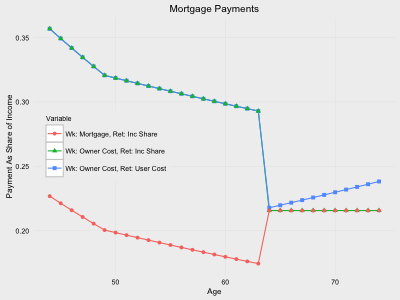 Mortgage Payments
Payment As Share of Income
0.35
0.30
0.25
0.20
Variable
Wk: Mortgage, Ret: Inc Share
Wk: Owner Cost, Ret: Inc Share
Wk: Owner Cost, Ret: User Cost
50
60
70
Age